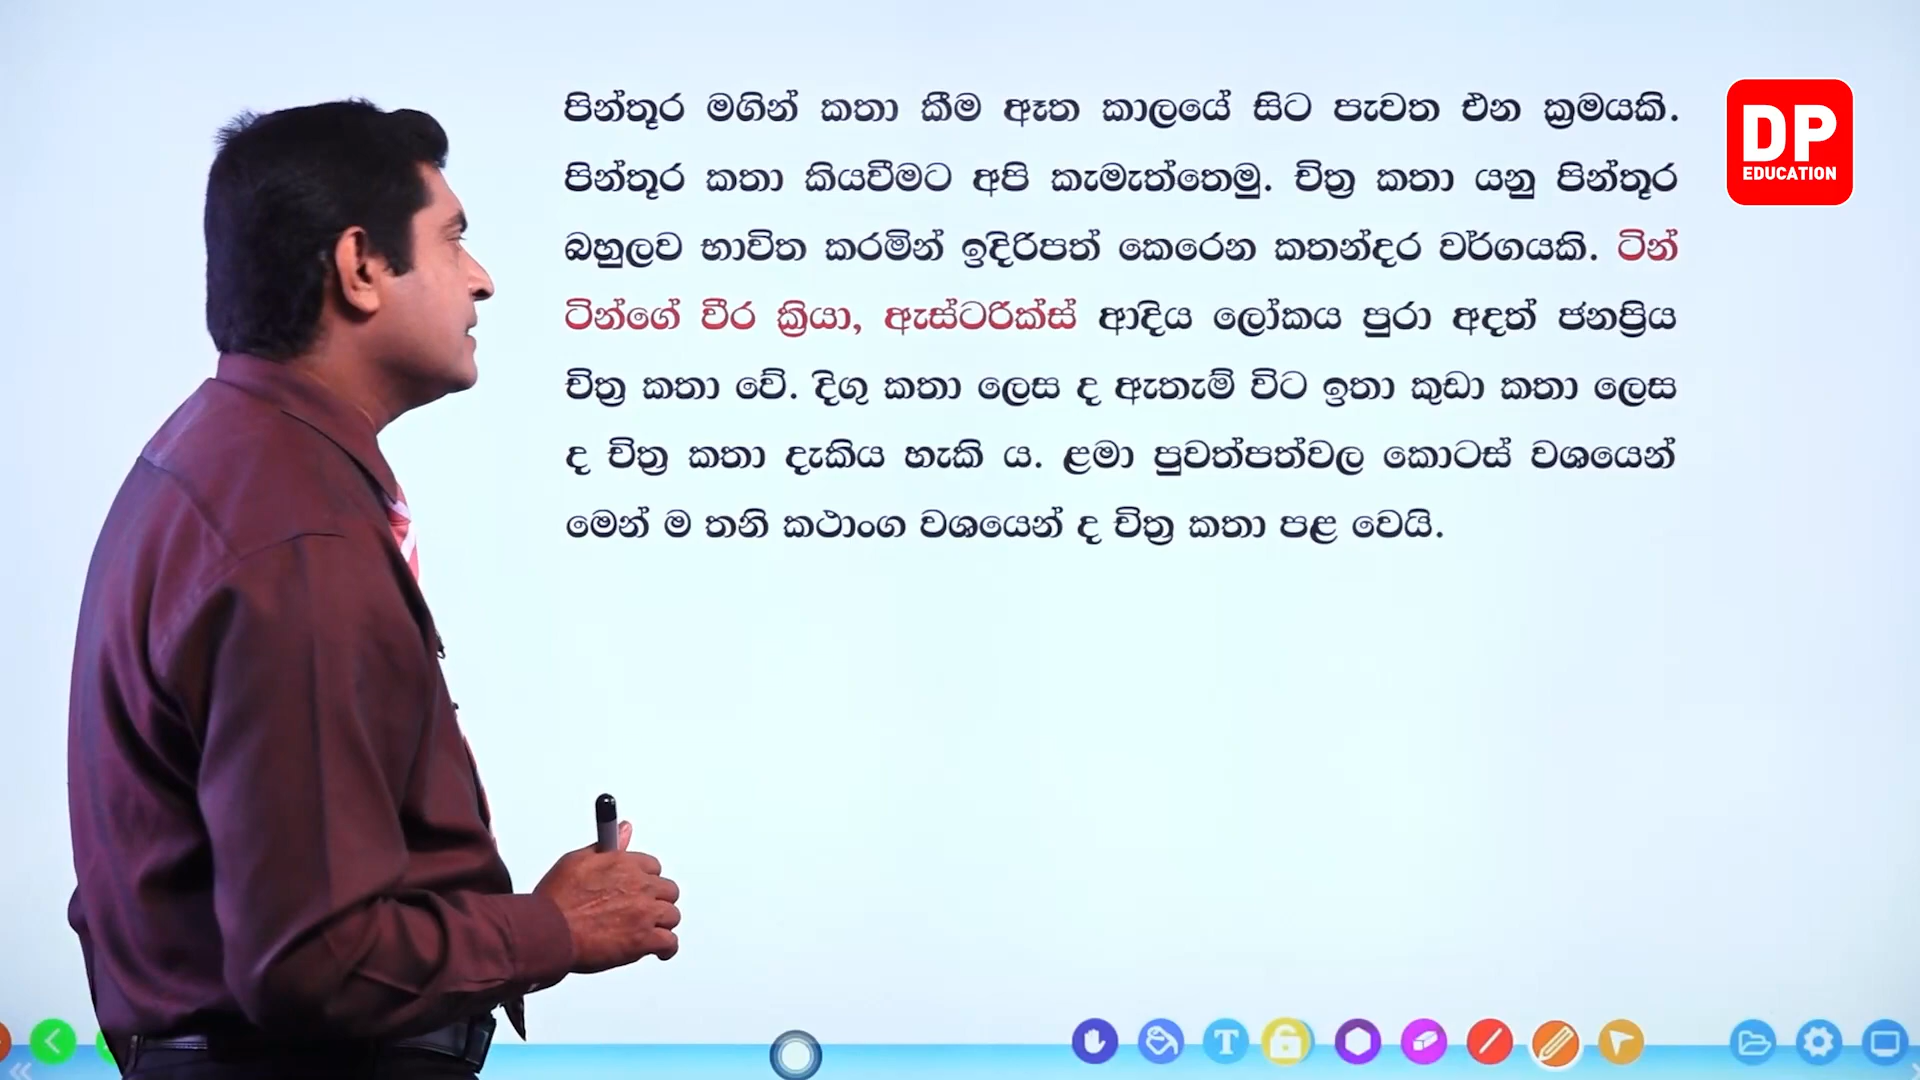 පින්තූර මගින් කතා කීම ඈත කාලයේ සිට පැවත එන ක්‍රමයකි.
පින්තූර කතා කියවීමට අපි කැමැත්තෙමු. චිත්‍ර කතා යනු පින්තූර
බහුලව භාවිත කරමින් ඉදිරිපත් කෙරෙන කතන්දර වර්ගයකි. ටින්
ටින්ගේ වීර ක්‍රියා, ඇස්ටරික්ස් ආදිය ලෝකය පුරා අදත් ජනප්‍රිය
චිත්‍ර කතා වේ. දිගු කතා ලෙස ද ඇතැම් විට ඉතා කුඩා කතා ලෙස
ද චිත්‍ර කතා දැකිය හැකි ය. ළමා පුවත්පත්වල කොටස් වශයෙන්
මෙන් ම තනි කථාංග වශයෙන් ද චිත්‍ර කතා පළ වෙයි.
DP
EDUCATION
T